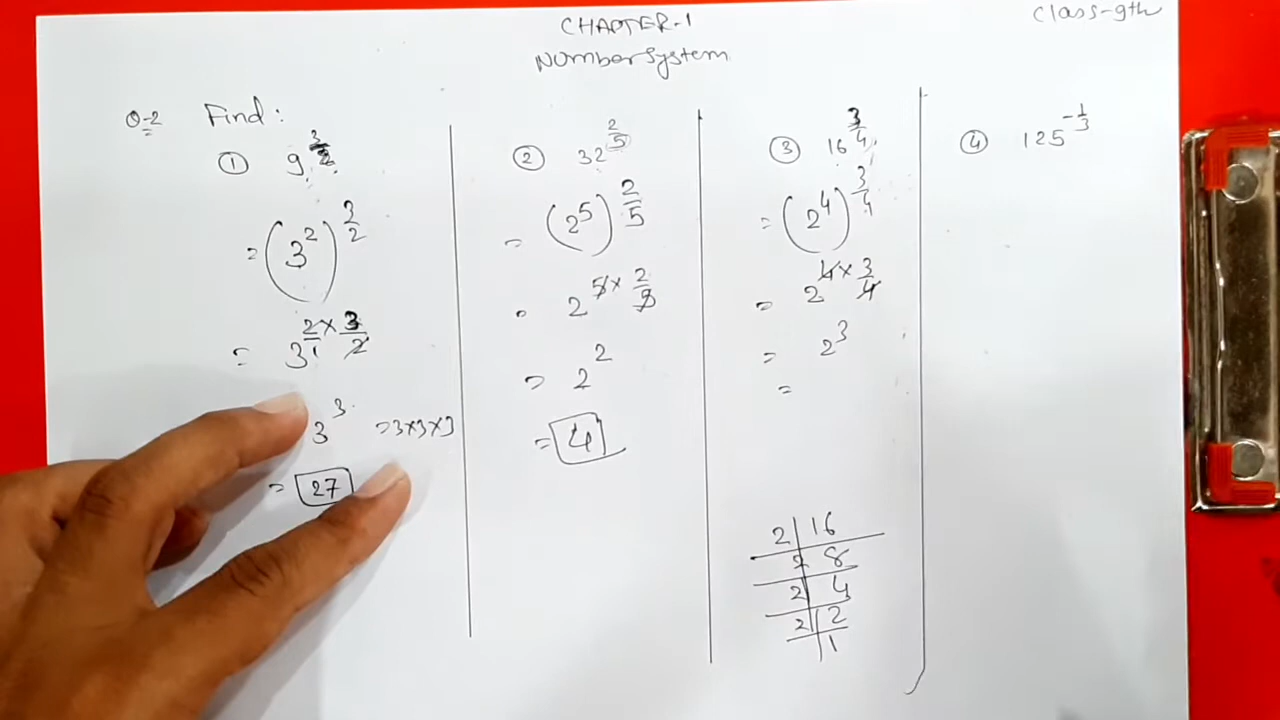 CHAPTER-1
Number System
Class-9th
Q-2 Find:
① 9^(3/2)
= (3^2)^(3/2)
= 3^(2/1 × 3/2)
3^3 = 3×3×3
= 27
② 32^(2/5)
= (2^5)^(2/5)
= 2^(5 × 2/5)
= 2^2
= 4
③ 16^(3/4)
= (2^4)^(3/4)
= 2^(4 × 3/4)
= 2^3
=
2 | 16
2 | 8
2 | 4
2 | 2
| 1
④ 125^(-1/3)